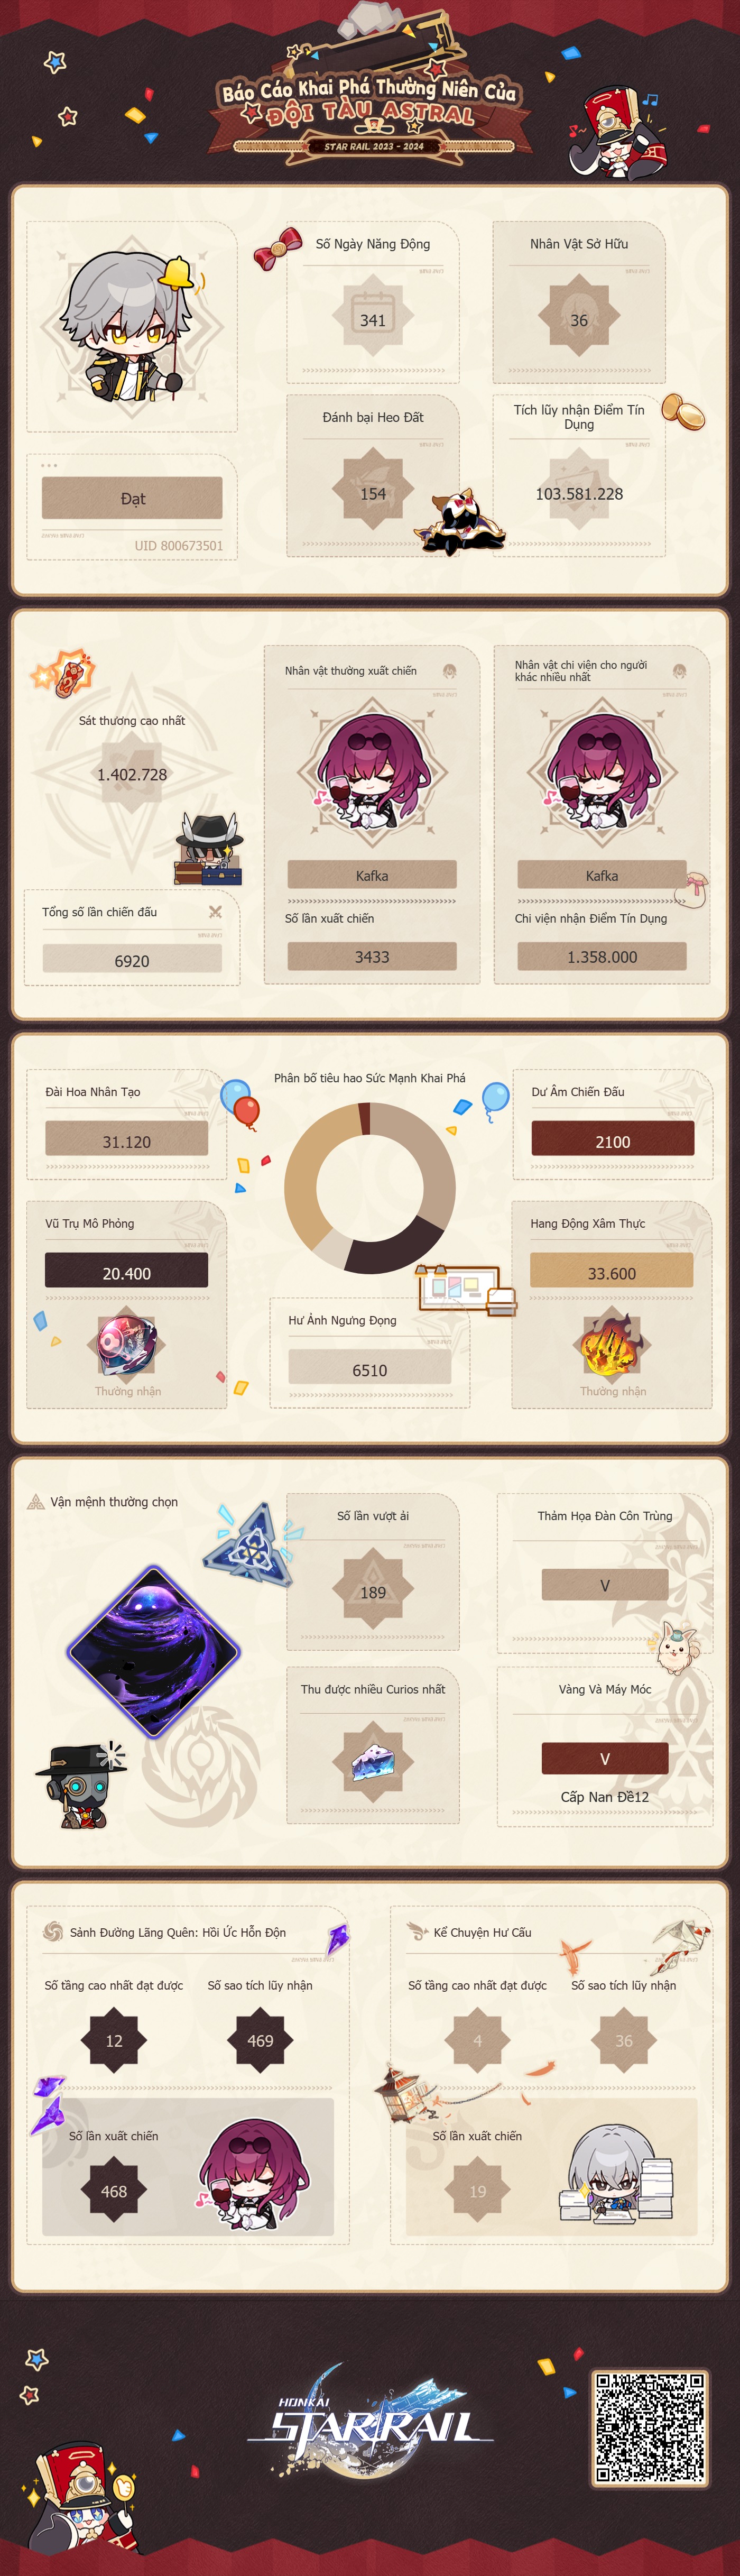 Báo Cáo Khai Phá Thường Niên Của
ĐỘI TÀU ASTRAL
STAR RAIL 2023 - 2024
Số Ngày Năng Động
341
Nhân Vật Sở Hữu
36
Đánh bại Heo Đất
154
Tích lũy nhận Điểm Tín
Dụng
103.581.228
Đạt
UID 800673501
Sát thương cao nhất
1.402.728
Tổng số lần chiến đấu
6920
Nhân vật thường xuất chiến
Kafka
Số lần xuất chiến
3433
Nhân vật chi viện cho người
khác nhiều nhất
Kafka
Chi viện nhận Điểm Tín Dụng
1.358.000
Phân bố tiêu hao Sức Mạnh Khai Phá
Đài Hoa Nhân Tạo
31.120
Dư Âm Chiến Đấu
2100
Vũ Trụ Mô Phỏng
20.400
Thường nhận
Hang Động Xâm Thực
33.600
Thường nhận
Hư Ảnh Ngưng Đọng
6510
Vận mệnh thường chọn
Số lần vượt ải
189
Thảm Họa Đàn Côn Trùng
V
Thu được nhiều Curios nhất
Vàng Và Máy Móc
V
Cấp Nan Đề12
Sảnh Đường Lãng Quên: Hồi Ức Hỗn Độn
Số tầng cao nhất đạt được
12
Số sao tích lũy nhận
469
Số lần xuất chiến
468
Kể Chuyện Hư Cấu
Số tầng cao nhất đạt được
4
Số sao tích lũy nhận
36
Số lần xuất chiến
19
HONKAI
STAR RAIL